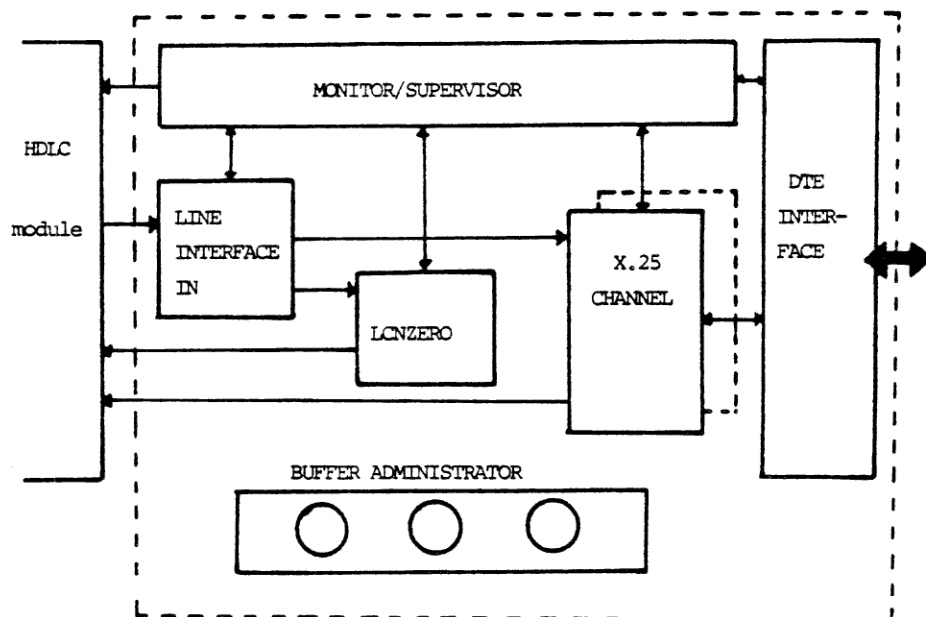 MONITOR/SUPERVISOR
HDLC
module
LINE
INTERFACE
IN
LCNZERO
X.25
CHANNEL
DTE
INTER-
FACE
BUFFER ADMINISTRATOR